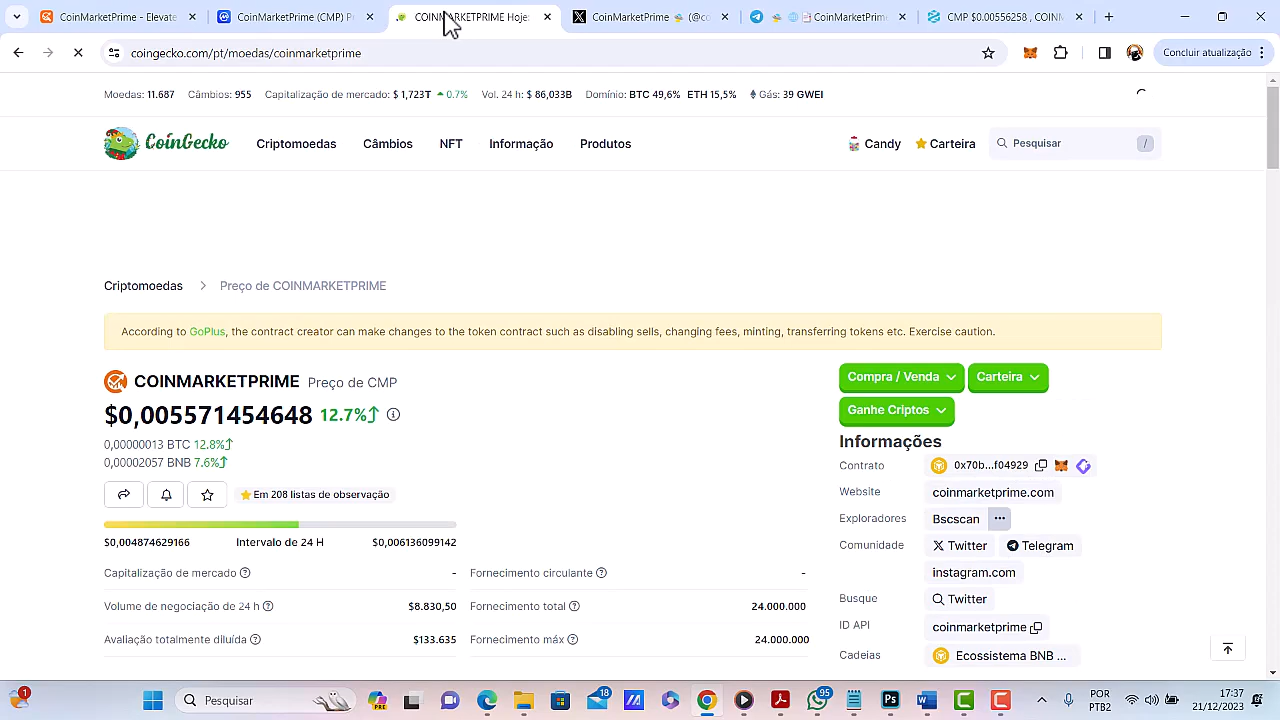 CoinMarketPrime - Elevate
CoinMarketPrime (CMP) P
COINMARKETPRIME Hoje
CoinMarketPrime
CoinMarketPrim
CMP $0,00556258 , COIN
coingecko.com/pt/moedas/coinmarketprime
Concluir atualização
Moedas: 11.687 Câmbios: 955 Capitalização de mercado: $ 1,723T 0.7% Vol. 24 h: $ 86,033B Domínio: BTC 49,6% ETH 15,5% Gás: 39 GWEI
CoinGecko
Criptomoedas Câmbios NFT Informação Produtos
Candy Carteira Pesquisar /
Criptomoedas > Preço de COINMARKETPRIME
According to GoPlus, the contract creator can make changes to the token contract such as disabling sells, changing fees, minting, transferring tokens etc. Exercise caution.
COINMARKETPRIME Preço de CMP
$0,005571454648 12.7%
0,00000013 BTC 12.8%
0,00002057 BNB 7.6%
Em 208 listas de observação
$0,004874629166 Intervalo de 24 H $0,006136099142
Capitalização de mercado -
Fornecimento circulante -
Volume de negociação de 24 h $8.830,50
Fornecimento total 24.000.000
Avaliação totalmente diluída $133.635
Fornecimento máx 24.000.000
Compra / Venda
Carteira
Ganhe Criptos
Informações
Contrato 0x70b...f04929
Website coinmarketprime.com
Exploradores Bscscan ...
Comunidade Twitter Telegram
instagram.com
Busque Twitter
ID API coinmarketprime
Cadeias Ecossistema BNB ...
1
Pesquisar
PRE
18
95
POR
PTB2
17:37
21/12/2023